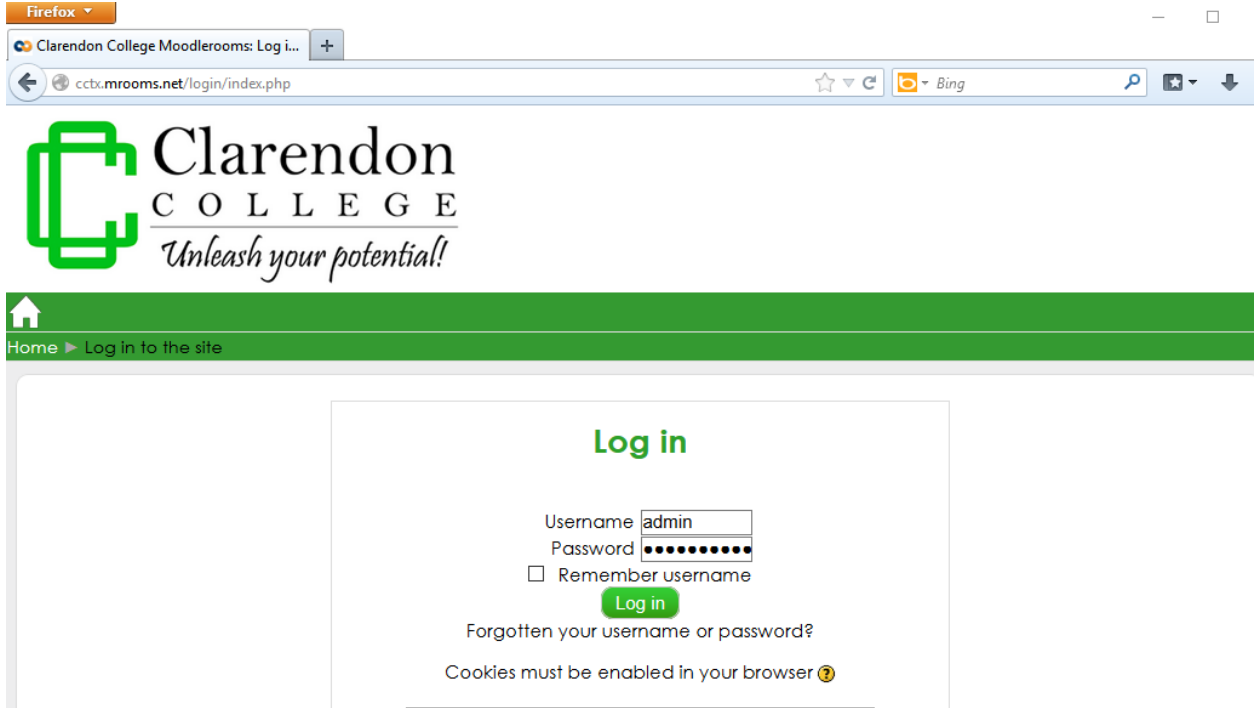 Firefox
Clarendon College Moodlerooms: Log i...
cctx.mrooms.net/login/index.php
Bing
Clarendon
COLLEGE
Unleash your potential!
Home ▶ Log in to the site
Log in
Username admin
Password ●●●●●●●●●●
Remember username
Log in
Forgotten your username or password?
Cookies must be enabled in your browser ?